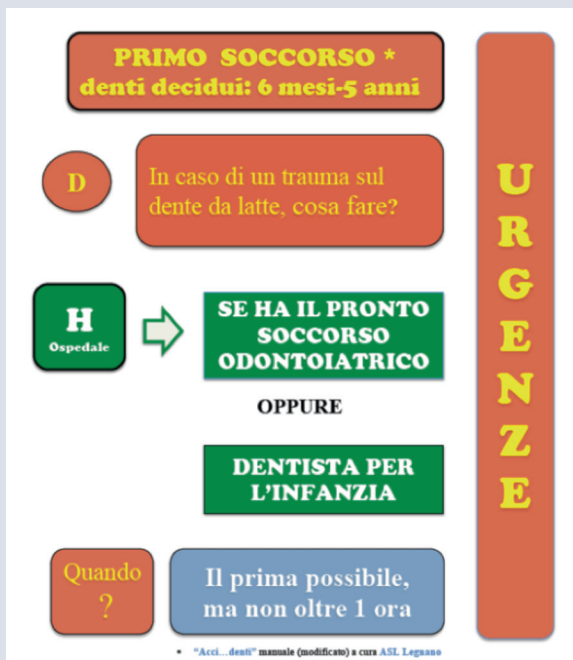 PRIMO SOCCORSO *
denti decidui: 6 mesi-5 anni
D
In caso di un trauma sul
dente da latte, cosa fare?
H
Ospedale
SE HA IL PRONTO
SOCCORSO
ODONTOIATRICO
OPPURE
DENTISTA PER
L'INFANZIA
Quando
?
Il prima possibile,
ma non oltre 1 ora
• "Acci...denti" manuale (modificato) a cura ASL Legnano
URGENZE